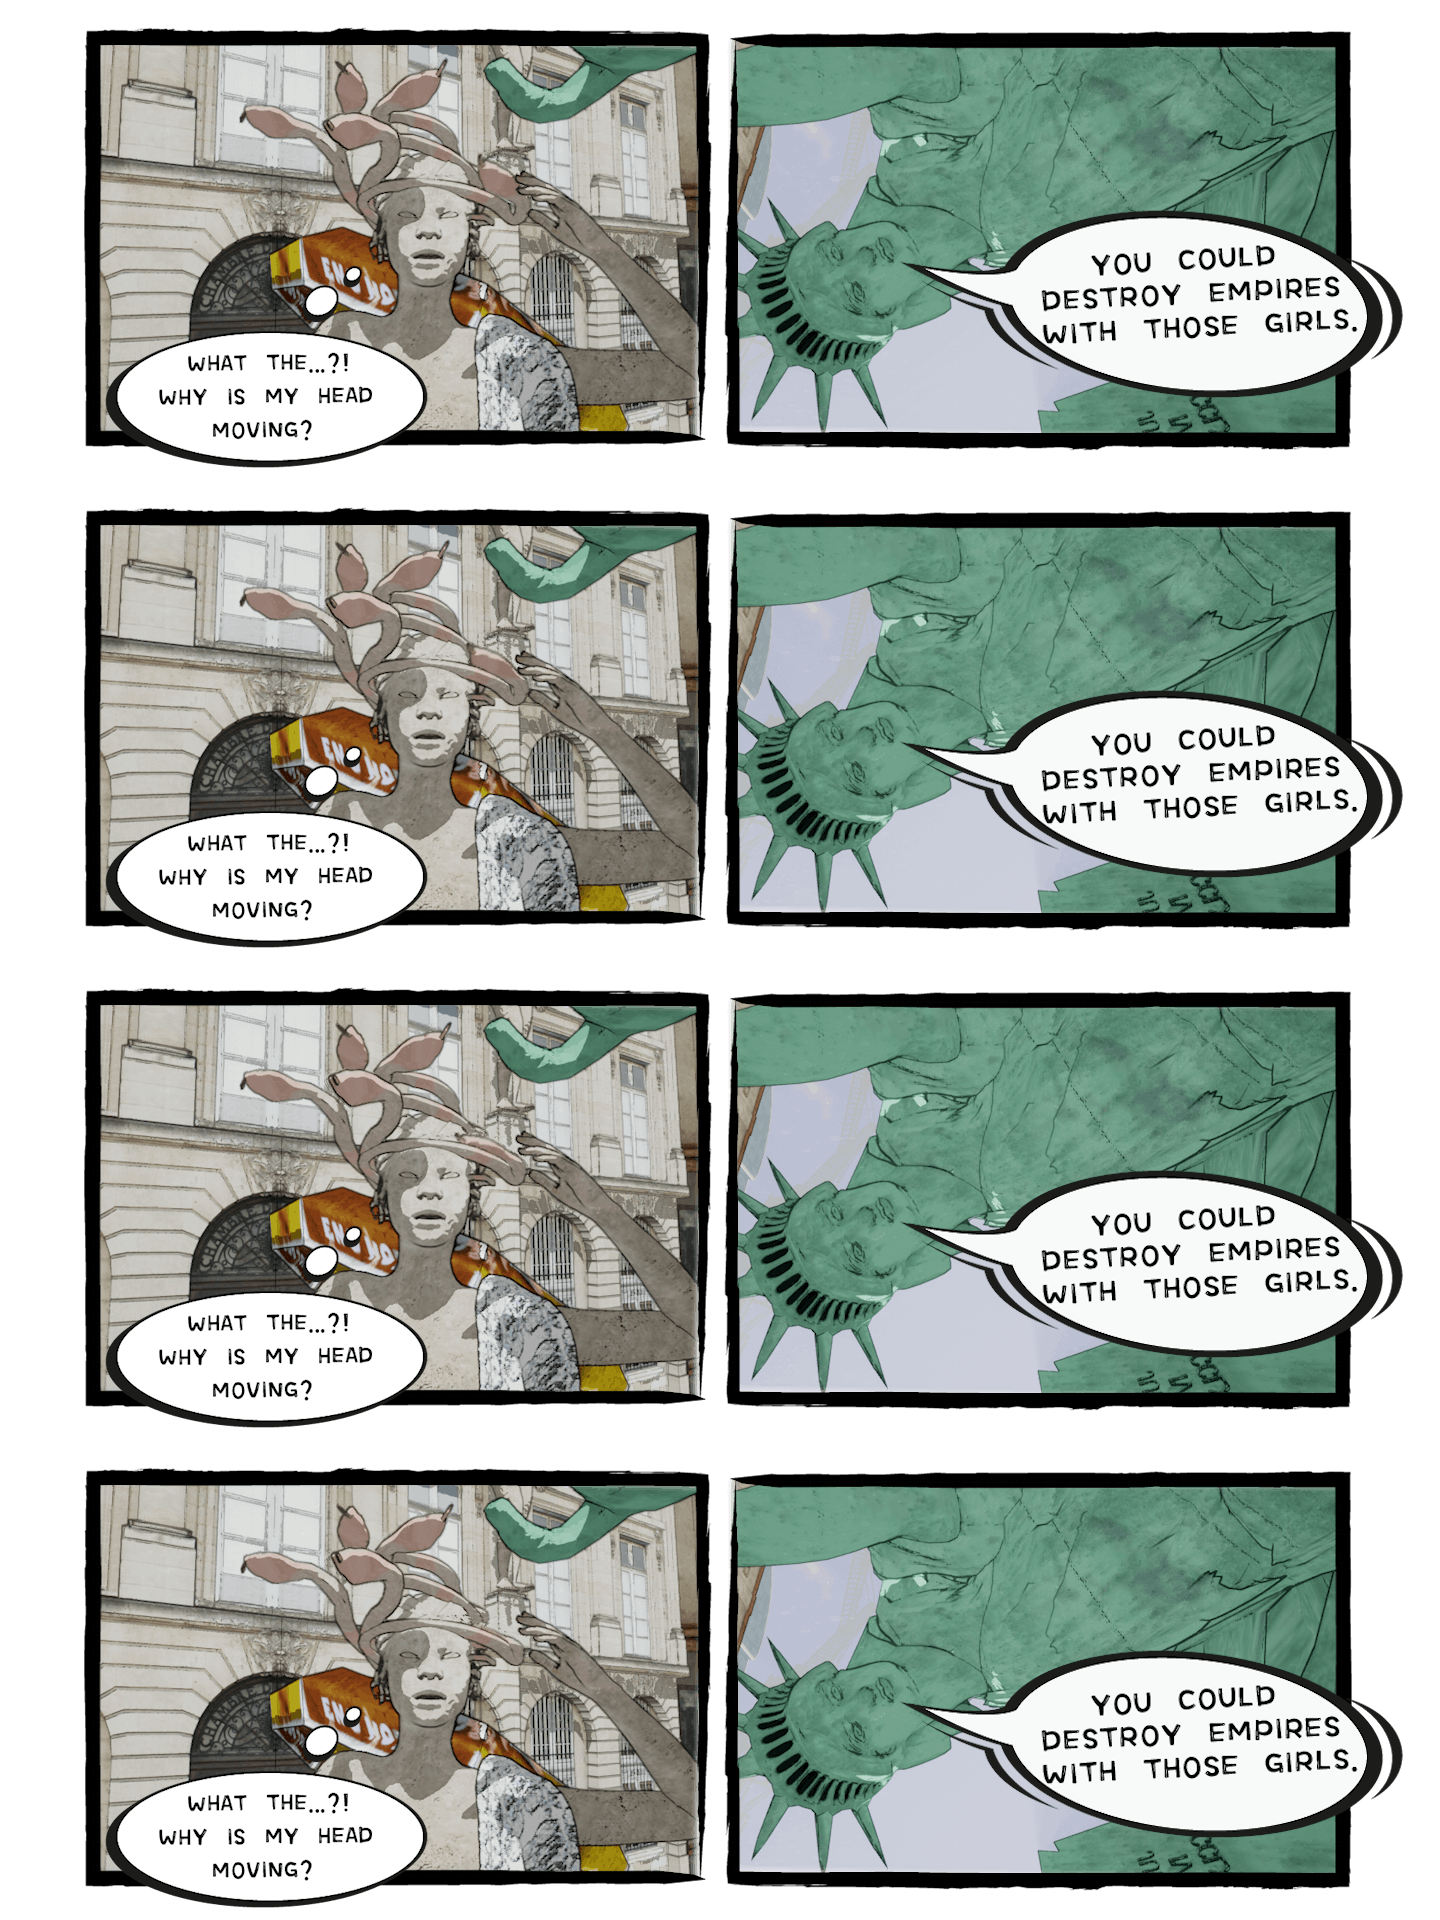 WHAT THE...?!
WHY IS MY HEAD
MOVING?
YOU COULD
DESTROY EMPIRES
WITH THOSE GIRLS.
WHAT THE...?!
WHY IS MY HEAD
MOVING?
YOU COULD
DESTROY EMPIRES
WITH THOSE GIRLS.
WHAT THE...?!
WHY IS MY HEAD
MOVING?
YOU COULD
DESTROY EMPIRES
WITH THOSE GIRLS.
WHAT THE...?!
WHY IS MY HEAD
MOVING?
YOU COULD
DESTROY EMPIRES
WITH THOSE GIRLS.